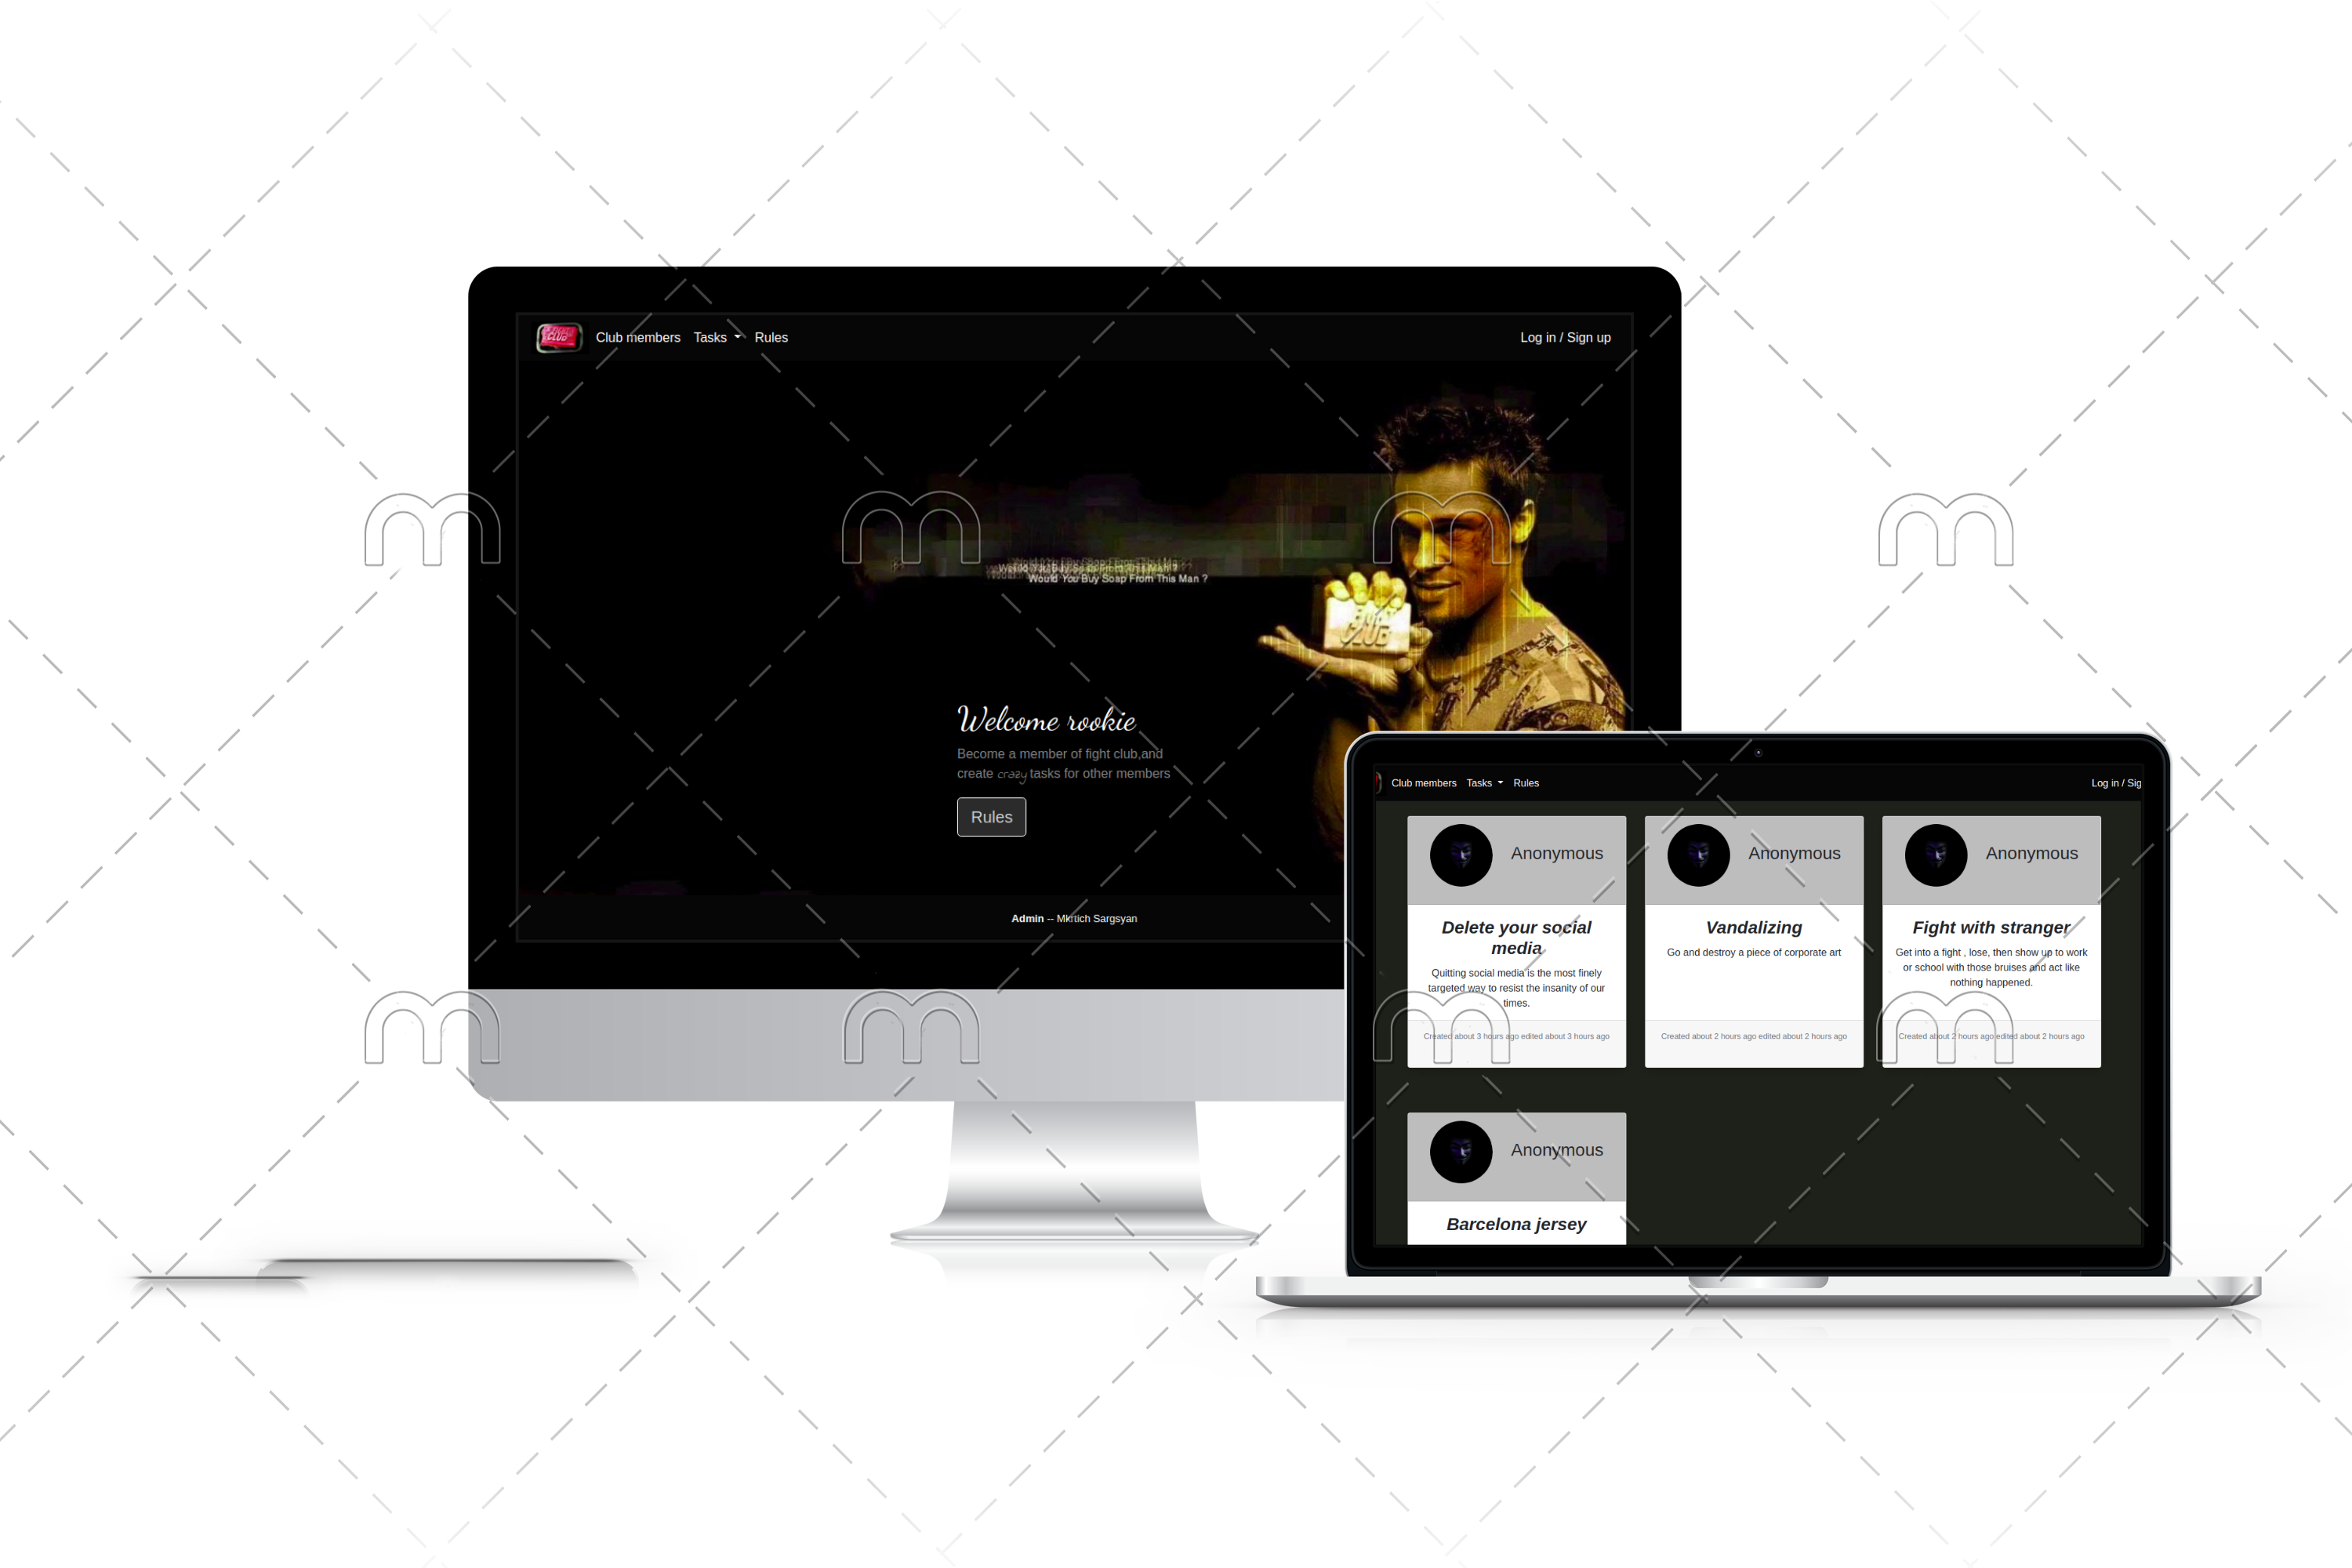 FIGHT
CLUB
Club members Tasks Rules
Log in / Sign up
Would You Buy Soap From This Man ?
FIGHT
CLUB
Welcome rookie
Become a member of fight club,and
create crazy tasks for other members
Rules
Admin -- Mkrtich Sargsyan
Club members Tasks Rules
Log in / Sig
Anonymous
Delete your social
media
Quitting social media is the most finely
targeted way to resist the insanity of our
times.
Created about 3 hours ago edited about 3 hours ago
Anonymous
Vandalizing
Go and destroy a piece of corporate art
Created about 2 hours ago edited about 2 hours ago
Anonymous
Fight with stranger
Get into a fight , lose, then show up to work
or school with those bruises and act like
nothing happened.
Created about 2 hours ago edited about 2 hours ago
Anonymous
Barcelona jersey
m
m
m
m
m
m
m
m